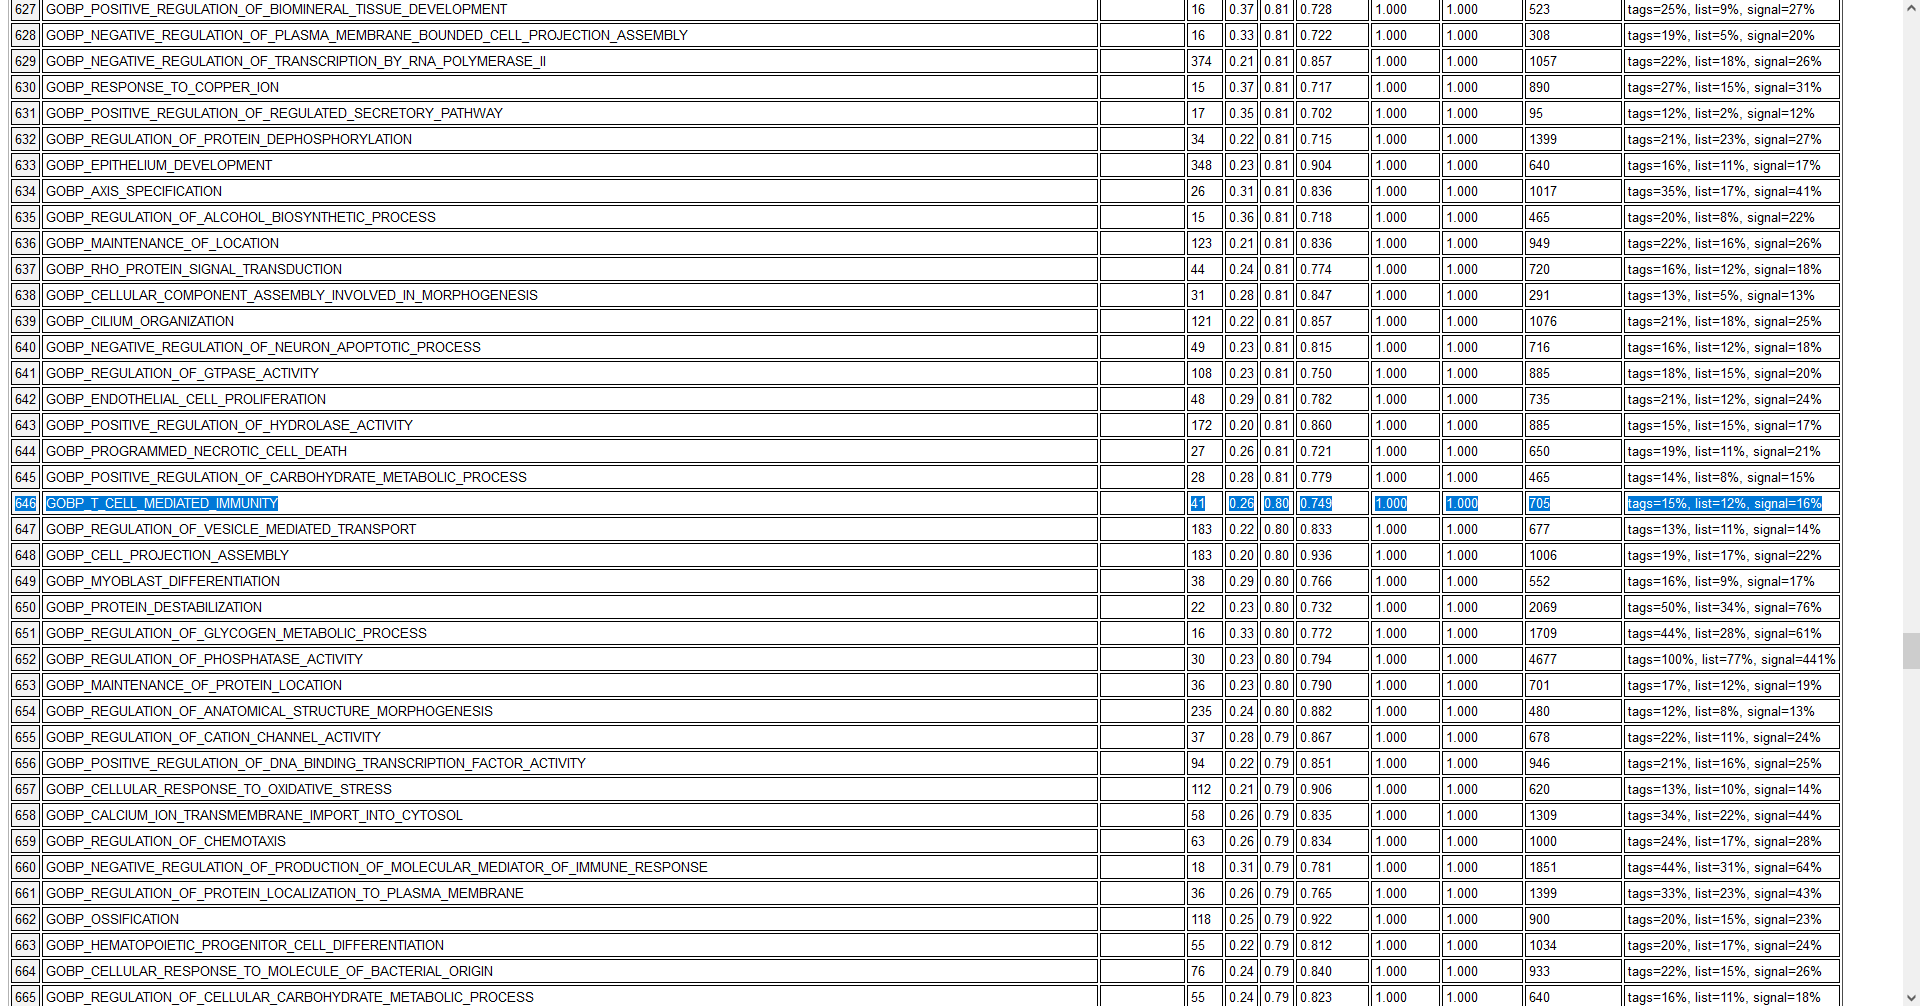 627 GOBP_POSITIVE_REGULATION_OF_BIOMINERAL_TISSUE_DEVELOPMENT 16 0.37 0.81 0.728 1.000 1.000 523 tags=25%, list=9%, signal=27%
628 GOBP_NEGATIVE_REGULATION_OF_PLASMA_MEMBRANE_BOUNDED_CELL_PROJECTION_ASSEMBLY 16 0.33 0.81 0.722 1.000 1.000 308 tags=19%, list=5%, signal=20%
629 GOBP_NEGATIVE_REGULATION_OF_TRANSCRIPTION_BY_RNA_POLYMERASE_II 374 0.21 0.81 0.857 1.000 1.000 1057 tags=22%, list=18%, signal=26%
630 GOBP_RESPONSE_TO_COPPER_ION 15 0.37 0.81 0.717 1.000 1.000 890 tags=27%, list=15%, signal=31%
631 GOBP_POSITIVE_REGULATION_OF_REGULATED_SECRETORY_PATHWAY 17 0.35 0.81 0.702 1.000 1.000 95 tags=12%, list=2%, signal=12%
632 GOBP_REGULATION_OF_PROTEIN_DEPHOSPHORYLATION 34 0.22 0.81 0.715 1.000 1.000 1399 tags=21%, list=23%, signal=27%
633 GOBP_EPITHELIUM_DEVELOPMENT 348 0.23 0.81 0.904 1.000 1.000 640 tags=16%, list=11%, signal=17%
634 GOBP_AXIS_SPECIFICATION 26 0.31 0.81 0.836 1.000 1.000 1017 tags=35%, list=17%, signal=41%
635 GOBP_REGULATION_OF_ALCOHOL_BIOSYNTHETIC_PROCESS 15 0.36 0.81 0.718 1.000 1.000 465 tags=20%, list=8%, signal=22%
636 GOBP_MAINTENANCE_OF_LOCATION 123 0.21 0.81 0.836 1.000 1.000 949 tags=22%, list=16%, signal=26%
637 GOBP_RHO_PROTEIN_SIGNAL_TRANSDUCTION 44 0.24 0.81 0.774 1.000 1.000 720 tags=16%, list=12%, signal=18%
638 GOBP_CELLULAR_COMPONENT_ASSEMBLY_INVOLVED_IN_MORPHOGENESIS 31 0.28 0.81 0.847 1.000 1.000 291 tags=13%, list=5%, signal=13%
639 GOBP_CILIUM_ORGANIZATION 121 0.22 0.81 0.857 1.000 1.000 1076 tags=21%, list=18%, signal=25%
640 GOBP_NEGATIVE_REGULATION_OF_NEURON_APOPTOTIC_PROCESS 49 0.23 0.81 0.815 1.000 1.000 716 tags=16%, list=12%, signal=18%
641 GOBP_REGULATION_OF_GTPASE_ACTIVITY 108 0.23 0.81 0.750 1.000 1.000 885 tags=18%, list=15%, signal=20%
642 GOBP_ENDOTHELIAL_CELL_PROLIFERATION 48 0.29 0.81 0.782 1.000 1.000 735 tags=21%, list=12%, signal=24%
643 GOBP_POSITIVE_REGULATION_OF_HYDROLASE_ACTIVITY 172 0.20 0.81 0.860 1.000 1.000 885 tags=15%, list=15%, signal=17%
644 GOBP_PROGRAMMED_NECROTIC_CELL_DEATH 27 0.26 0.81 0.721 1.000 1.000 650 tags=19%, list=11%, signal=21%
645 GOBP_POSITIVE_REGULATION_OF_CARBOHYDRATE_METABOLIC_PROCESS 28 0.28 0.81 0.779 1.000 1.000 465 tags=14%, list=8%, signal=15%
646 GOBP_T_CELL_MEDIATED_IMMUNITY 41 0.26 0.80 0.749 1.000 1.000 705 tags=15%, list=12%, signal=16%
647 GOBP_REGULATION_OF_VESICLE_MEDIATED_TRANSPORT 183 0.22 0.80 0.833 1.000 1.000 677 tags=13%, list=11%, signal=14%
648 GOBP_CELL_PROJECTION_ASSEMBLY 183 0.20 0.80 0.936 1.000 1.000 1006 tags=19%, list=17%, signal=22%
649 GOBP_MYOBLAST_DIFFERENTIATION 38 0.29 0.80 0.766 1.000 1.000 552 tags=16%, list=9%, signal=17%
650 GOBP_PROTEIN_DESTABILIZATION 22 0.23 0.80 0.732 1.000 1.000 2069 tags=50%, list=34%, signal=76%
651 GOBP_REGULATION_OF_GLYCOGEN_METABOLIC_PROCESS 16 0.33 0.80 0.772 1.000 1.000 1709 tags=44%, list=28%, signal=61%
652 GOBP_REGULATION_OF_PHOSPHATASE_ACTIVITY 30 0.23 0.80 0.794 1.000 1.000 4677 tags=100%, list=77%, signal=441%
653 GOBP_MAINTENANCE_OF_PROTEIN_LOCATION 36 0.23 0.80 0.790 1.000 1.000 701 tags=17%, list=12%, signal=19%
654 GOBP_REGULATION_OF_ANATOMICAL_STRUCTURE_MORPHOGENESIS 235 0.24 0.80 0.882 1.000 1.000 480 tags=12%, list=8%, signal=13%
655 GOBP_REGULATION_OF_CATION_CHANNEL_ACTIVITY 37 0.28 0.79 0.867 1.000 1.000 678 tags=22%, list=11%, signal=24%
656 GOBP_POSITIVE_REGULATION_OF_DNA_BINDING_TRANSCRIPTION_FACTOR_ACTIVITY 94 0.22 0.79 0.851 1.000 1.000 946 tags=21%, list=16%, signal=25%
657 GOBP_CELLULAR_RESPONSE_TO_OXIDATIVE_STRESS 112 0.21 0.79 0.906 1.000 1.000 620 tags=13%, list=10%, signal=14%
658 GOBP_CALCIUM_ION_TRANSMEMBRANE_IMPORT_INTO_CYTOSOL 58 0.26 0.79 0.835 1.000 1.000 1309 tags=34%, list=22%, signal=44%
659 GOBP_REGULATION_OF_CHEMOTAXIS 63 0.26 0.79 0.834 1.000 1.000 1000 tags=24%, list=17%, signal=28%
660 GOBP_NEGATIVE_REGULATION_OF_PRODUCTION_OF_MOLECULAR_MEDIATOR_OF_IMMUNE_RESPONSE 18 0.31 0.79 0.781 1.000 1.000 1851 tags=44%, list=31%, signal=64%
661 GOBP_REGULATION_OF_PROTEIN_LOCALIZATION_TO_PLASMA_MEMBRANE 36 0.26 0.79 0.765 1.000 1.000 1399 tags=33%, list=23%, signal=43%
662 GOBP_OSSIFICATION 118 0.25 0.79 0.922 1.000 1.000 900 tags=20%, list=15%, signal=23%
663 GOBP_HEMATOPOIETIC_PROGENITOR_CELL_DIFFERENTIATION 55 0.22 0.79 0.812 1.000 1.000 1034 tags=20%, list=17%, signal=24%
664 GOBP_CELLULAR_RESPONSE_TO_MOLECULE_OF_BACTERIAL_ORIGIN 76 0.24 0.79 0.840 1.000 1.000 933 tags=22%, list=15%, signal=26%
665 GOBP_REGULATION_OF_CELLULAR_CARBOHYDRATE_METABOLIC_PROCESS 55 0.24 0.79 0.823 1.000 1.000 640 tags=16%, list=11%, signal=18%